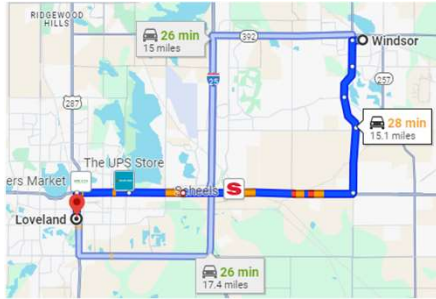 RIDGEWOOD
HILLS
26 min
15 miles
392
Windsor
257
287
25
28 min
15.1 miles
The UPS Store
ers Market
Scheels
S
Loveland
26 min
17.4 miles